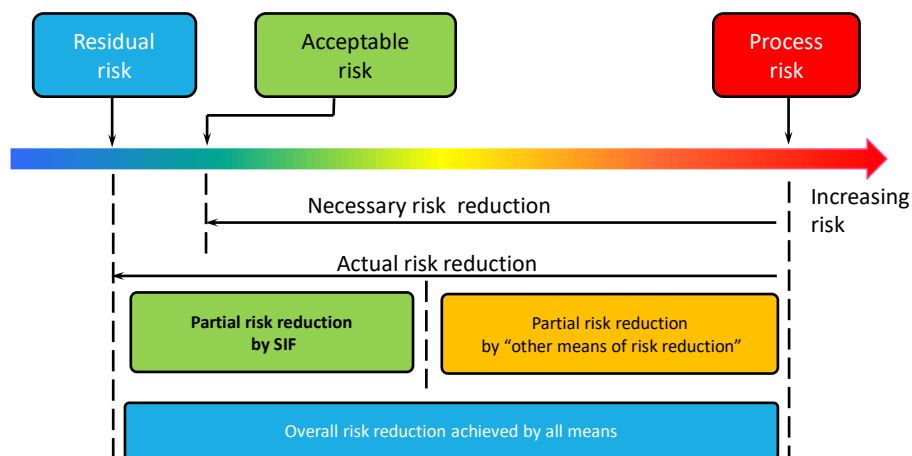 Residual
risk
Acceptable
risk
Process
risk
Increasing
risk
Necessary risk reduction
Actual risk reduction
Partial risk reduction
by SIF
Partial risk reduction
by “other means of risk reduction”
Overall risk reduction achieved by all means